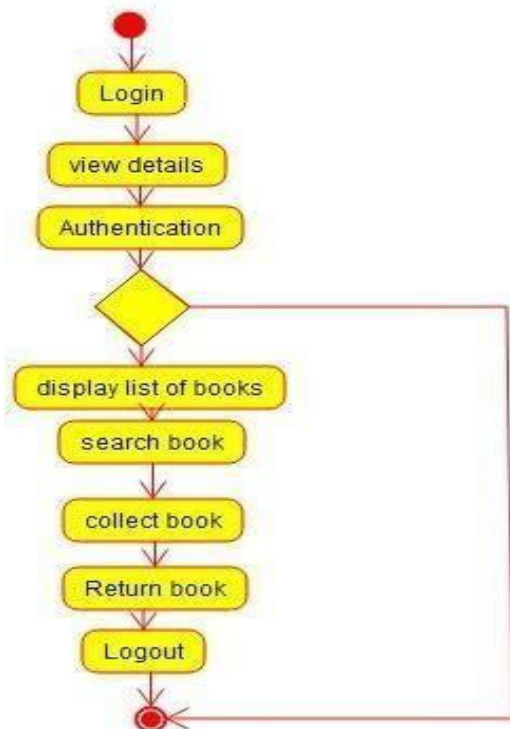 Login
view details
Authentication
display list of books
search book
collect book
Return book
Logout